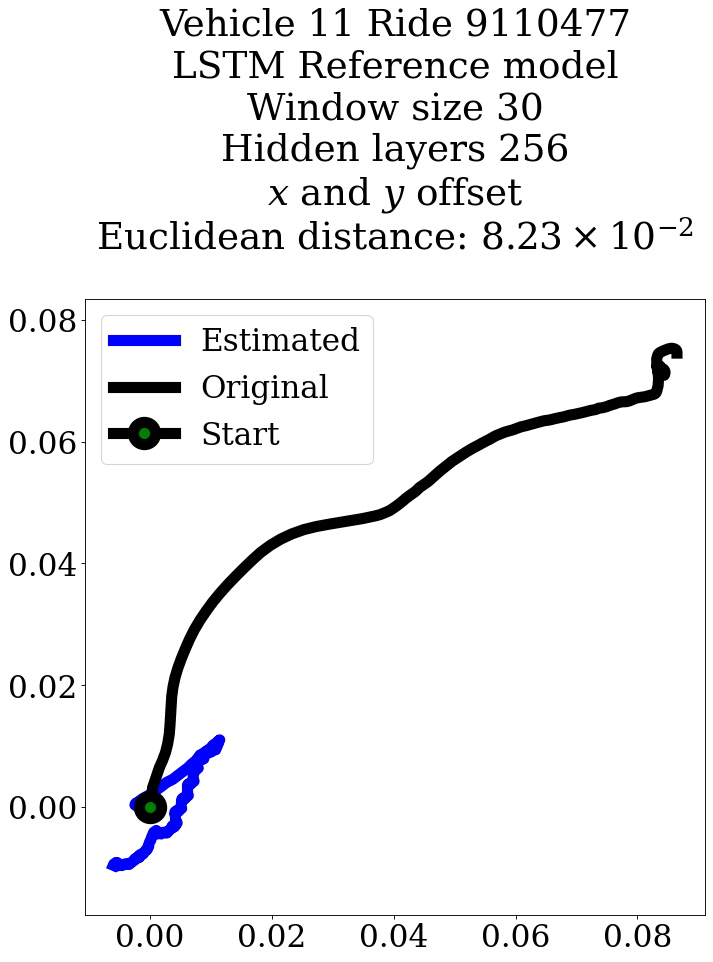 Vehicle 11 Ride 9110477
LSTM Reference model
Window size 30
Hidden layers 256
x and y offset
Euclidean distance: 8.23 × 10⁻²
0.08
0.06
0.04
0.02
0.00
Estimated
Original
Start
0.00 0.02 0.04 0.06 0.08